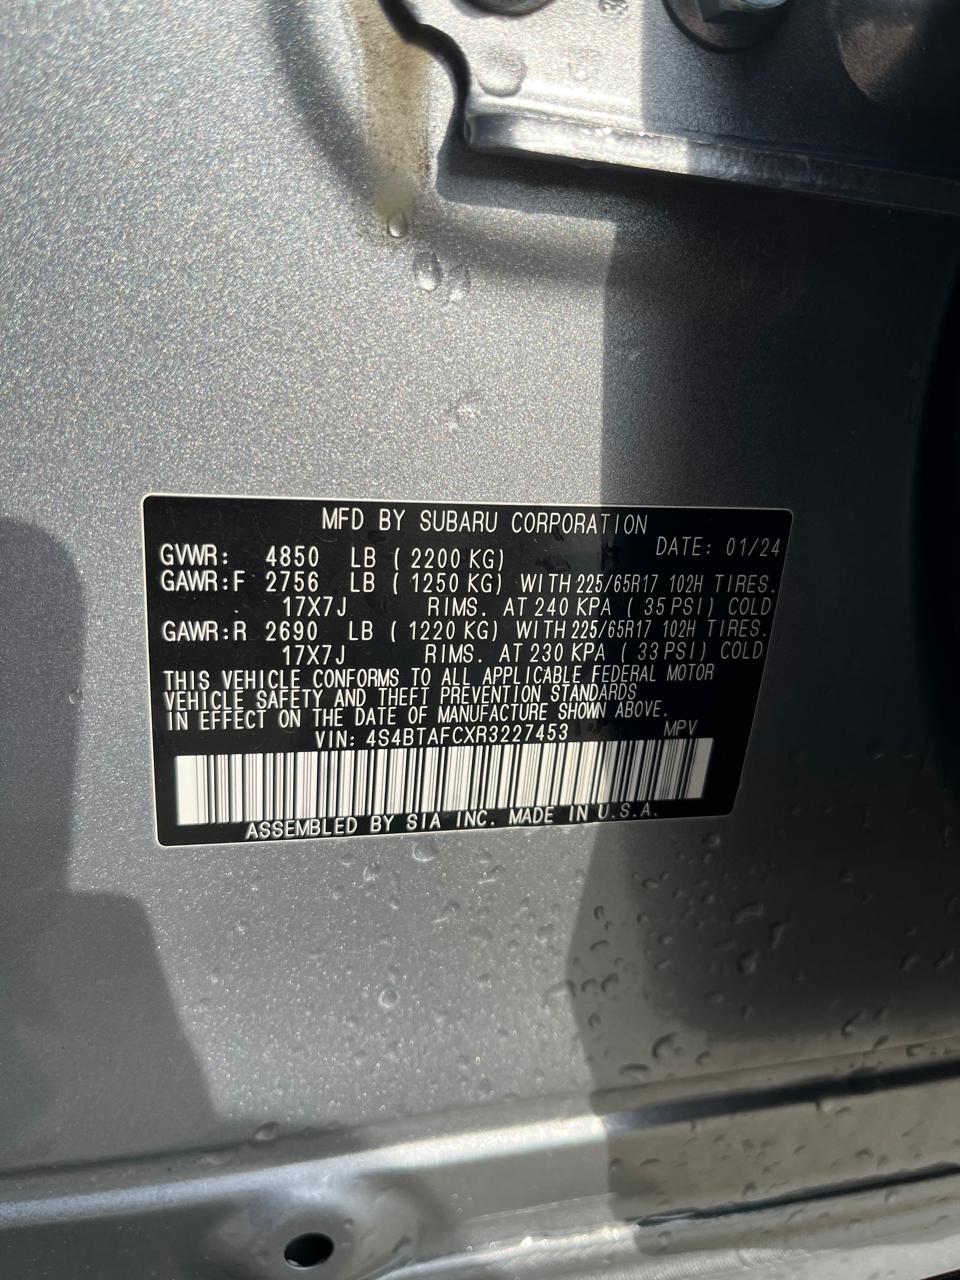 MFD BY SUBARU CORPORATION
DATE: 01/24
GVWR: 4850 LB ( 2200 KG)
GAWR:F 2756 LB ( 1250 KG) WITH 225/65R17 102H TIRES.
17X7J RIMS. AT 240 KPA ( 35 PSI) COLD
GAWR:R 2690 LB ( 1220 KG) WITH 225/65R17 102H TIRES.
17X7J RIMS. AT 230 KPA ( 33 PSI) COLD
THIS VEHICLE CONFORMS TO ALL APPLICABLE FEDERAL MOTOR
VEHICLE SAFETY AND THEFT PREVENTION STANDARDS
IN EFFECT ON THE DATE OF MANUFACTURE SHOWN ABOVE.
VIN: 4S4BTAFCXR3227453 MPV
ASSEMBLED BY SIA INC. MADE IN U.S.A.